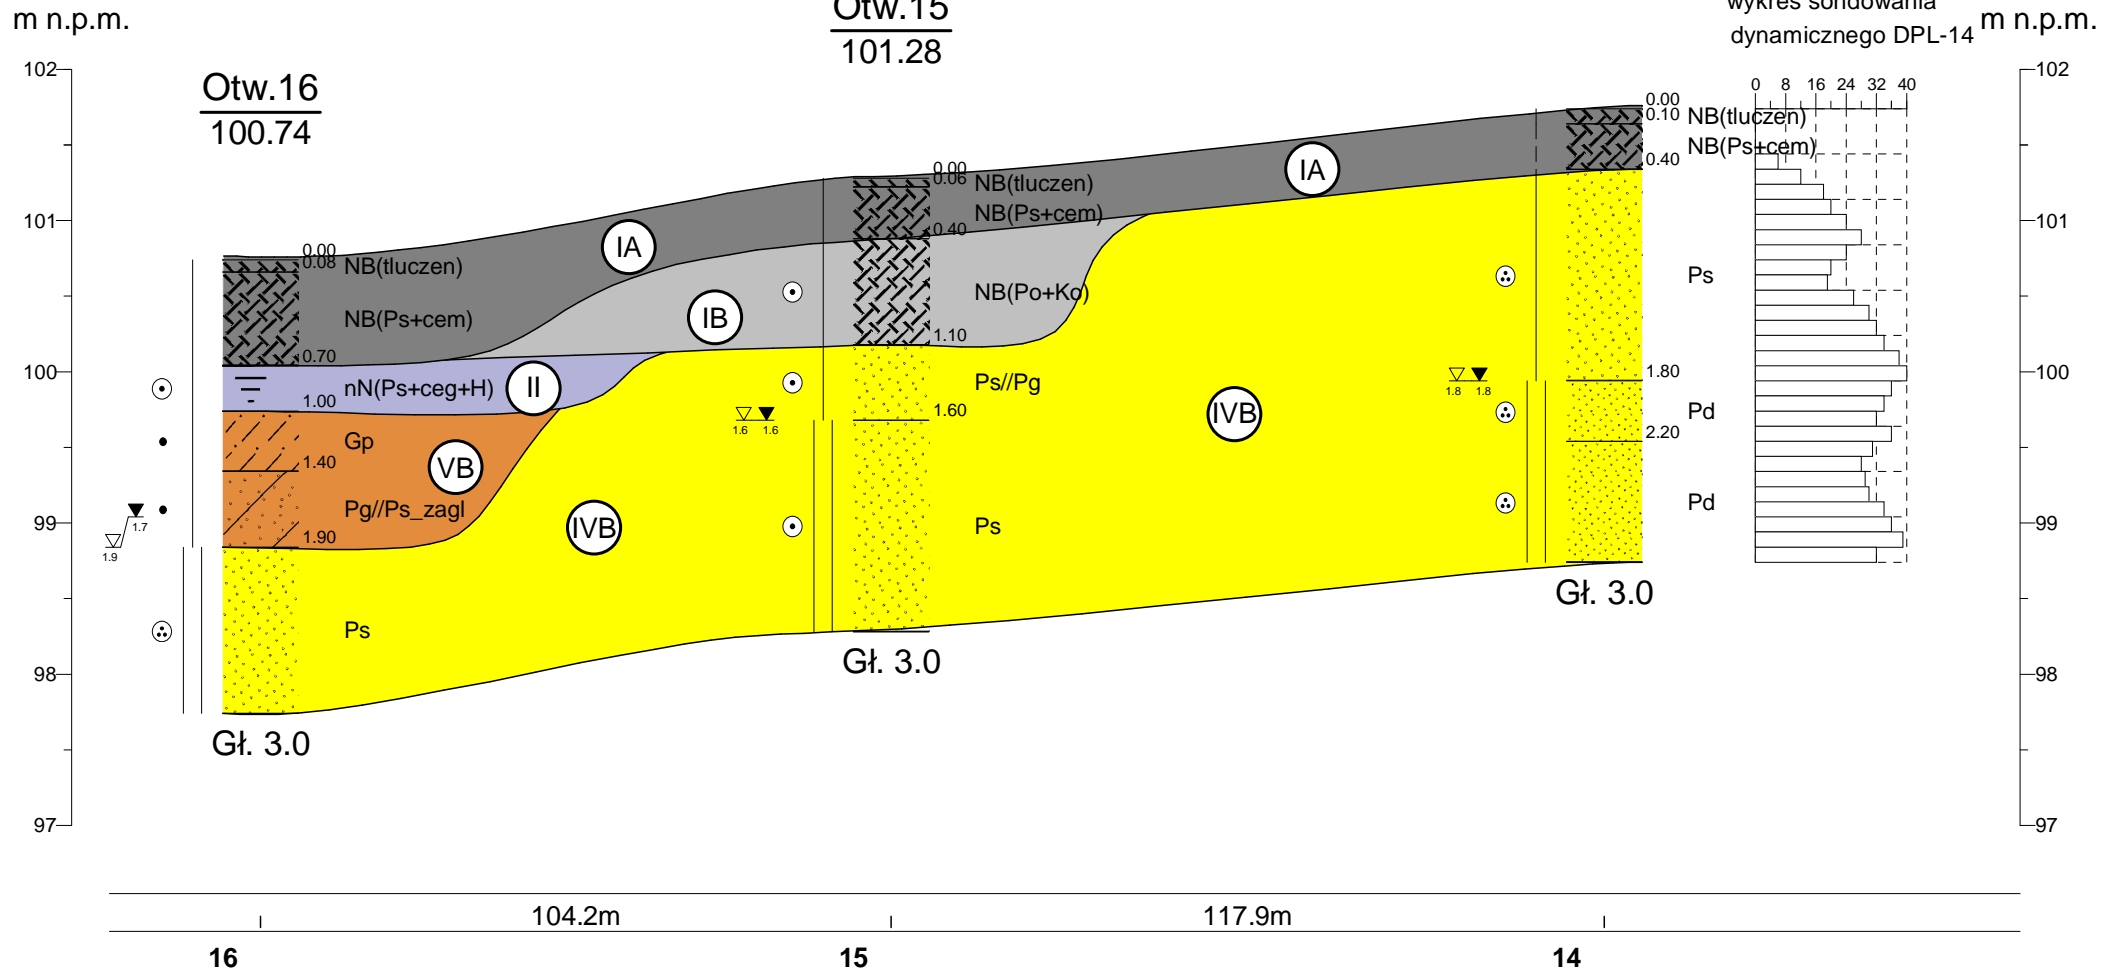 m n.p.m.
Otw.15
101.28
wykres sondowania
dynamicznego DPL-14
m n.p.m.
102
101
100
99
98
97
Otw.16
100.74
0.00
0.08
NB(tluczen)
NB(Ps+cem)
0.70
nN(Ps+ceg+H)
1.00
Gp
1.40
Pg//Ps_zagl
1.90
Ps
1.7
1.9
Gł. 3.0
IA
IB
II
VB
IVB
0.00
0.06
NB(tluczen)
NB(Ps+cem)
0.40
NB(Po+Ko)
1.10
Ps//Pg
1.60
Ps
1.6 1.6
Gł. 3.0
IA
IVB
0.00
0.10
NB(tluczen)
NB(Ps+cem)
0.40
Ps
1.80
Pd
2.20
Pd
1.8 1.8
Gł. 3.0
0 8 16 24 32 40
102
101
100
99
98
97
104.2m
117.9m
16
15
14